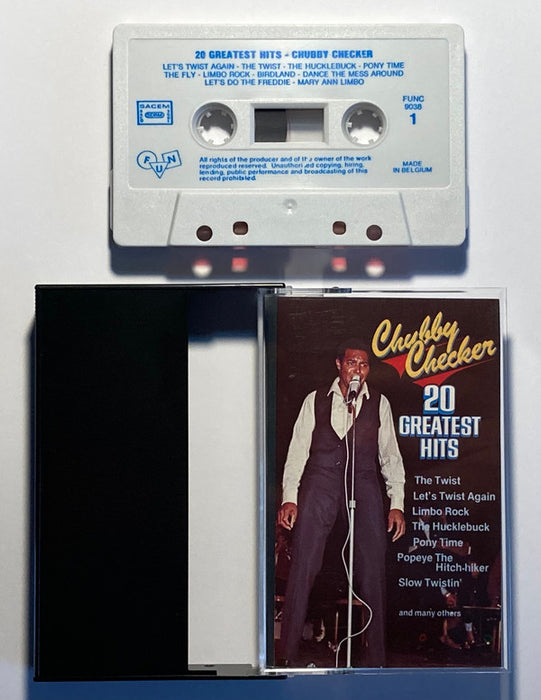 20 GREATEST HITS - CHUBBY CHECKER
LET'S TWIST AGAIN - THE TWIST - THE HUCKLEBUCK - PONY TIME
THE FLY - LIMBO ROCK - BIRDLAND - DANCE THE MESS AROUND
LET'S DO THE FREDDIE - MARY ANN LIMBO
SACEM
FUNC
9038
1
FUN
All rights of the producer and of the owner of the work
reproduced reserved. Unauthorized copying, hiring,
lending, public performance and broadcasting of this
record prohibited.
MADE
IN BELGIUM
Chubby
Checker
20
GREATEST
HITS
The Twist
Let's Twist Again
Limbo Rock
The Hucklebuck
Pony Time
Popeye The
Hitch-hiker
Slow Twistin'
and many others